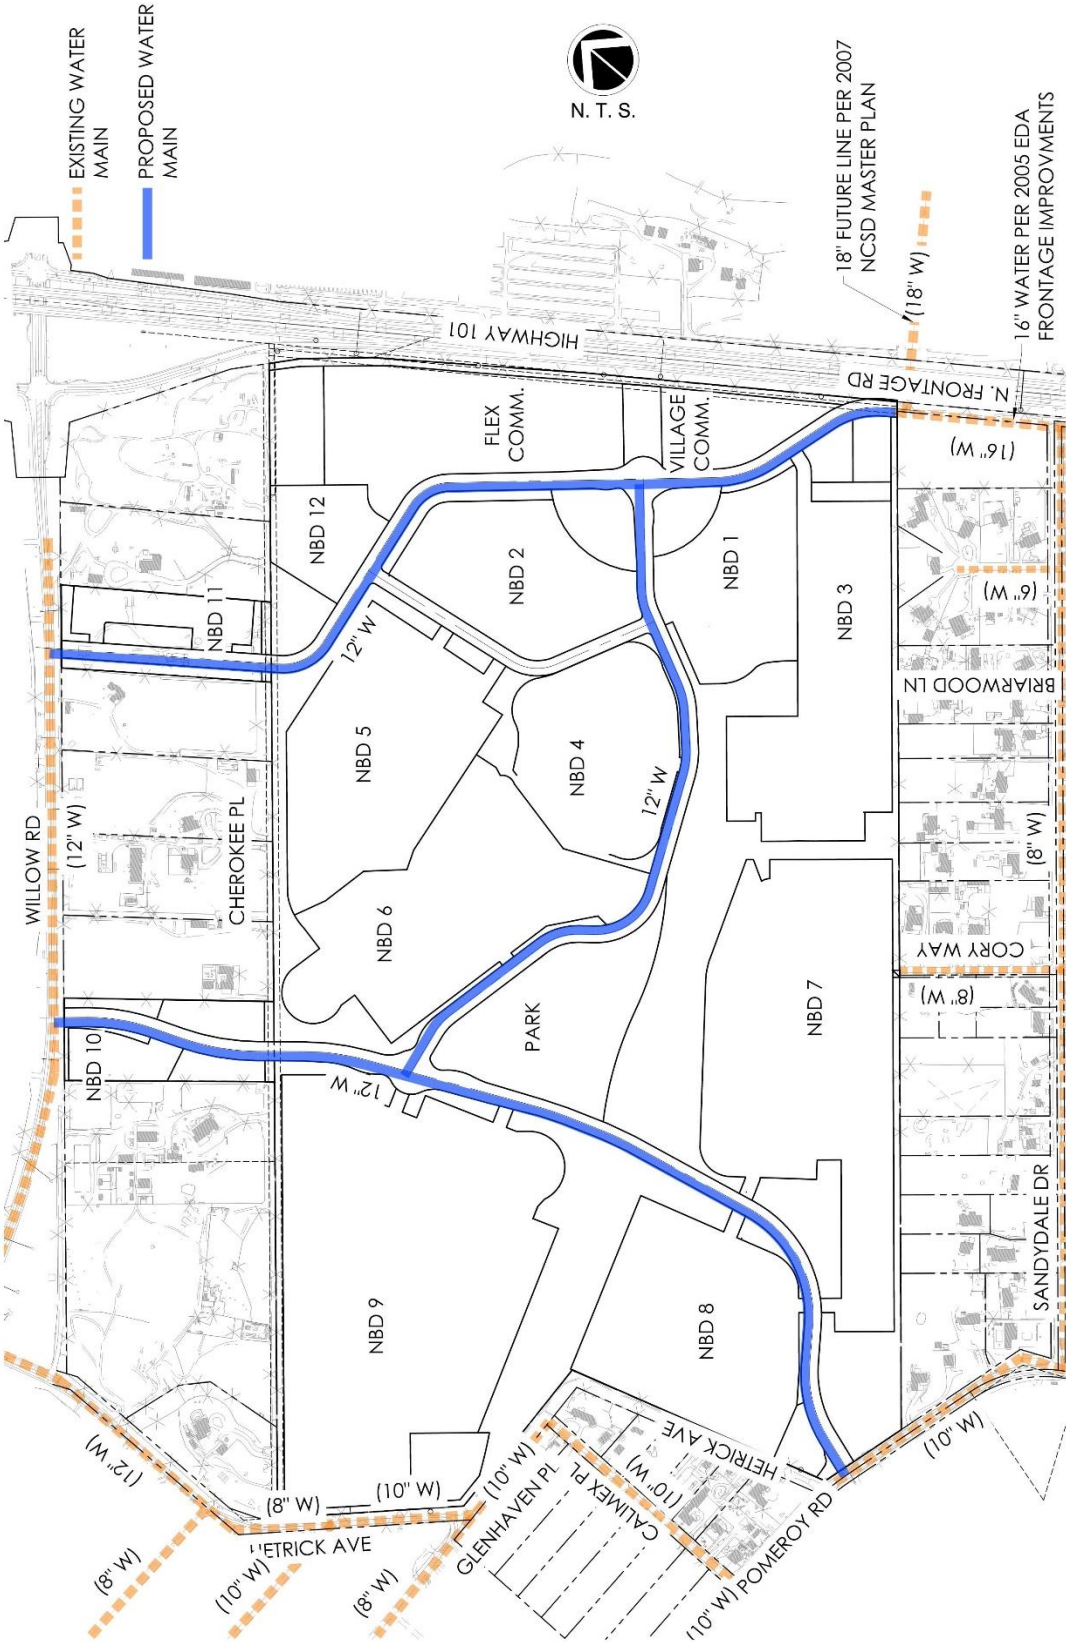 EXISTING WATER
MAIN
PROPOSED WATER
MAIN
N. T. S.
18" FUTURE LINE PER 2007
NCSD MASTER PLAN
(18" W)
16" WATER PER 2005 EDA
FRONTAGE IMPROVMENTS
HIGHWAY 101
N. FRONTAGE RD
(16" W)
FLEX
COMM.
VILLAGE
COMM.
NBD 12
NBD 2
NBD 1
NBD 3
NBD 11
(6" W)
12" W
BRIARWOOD LN
WILLOW RD
(12" W)
CHEROKEE PL
NBD 5
NBD 4
12" W
(8" W)
NBD 6
CORY WAY
(8" W)
NBD 10
PARK
NBD 7
12" W
SANDYDALE DR
NBD 9
NBD 8
(12" W)
(8" W)
(10" W)
(10" W)
HETRICK AVE
(10" W)
(10" W)
HETRICK AVE
GLENHAVEN PL
CALIMEX PL
POMEROY RD
(8" W)
(10" W)
(8" W)
(10" W)